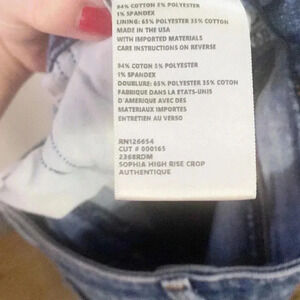 94% COTTON 5% POLYESTER
1% SPANDEX
LINING: 65% POLYESTER 35% COTTON
MADE IN THE USA
WITH IMPORTED MATERIALS
CARE INSTRUCTIONS ON REVERSE
94% COTON 5% POLYESTER
1% SPANDEX
DOUBLURE: 65% POLYESTER 35% COTON
FABRIQUE DANS LA ETATS-UNIS
D'AMERIQUE AVEC DES
MATERIAUX IMPORTES
ENTRETIEN AU VERSO
RN126654
CUT # 000165
2368RDM
SOPHIA HIGH RISE CROP
AUTHENTIQUE